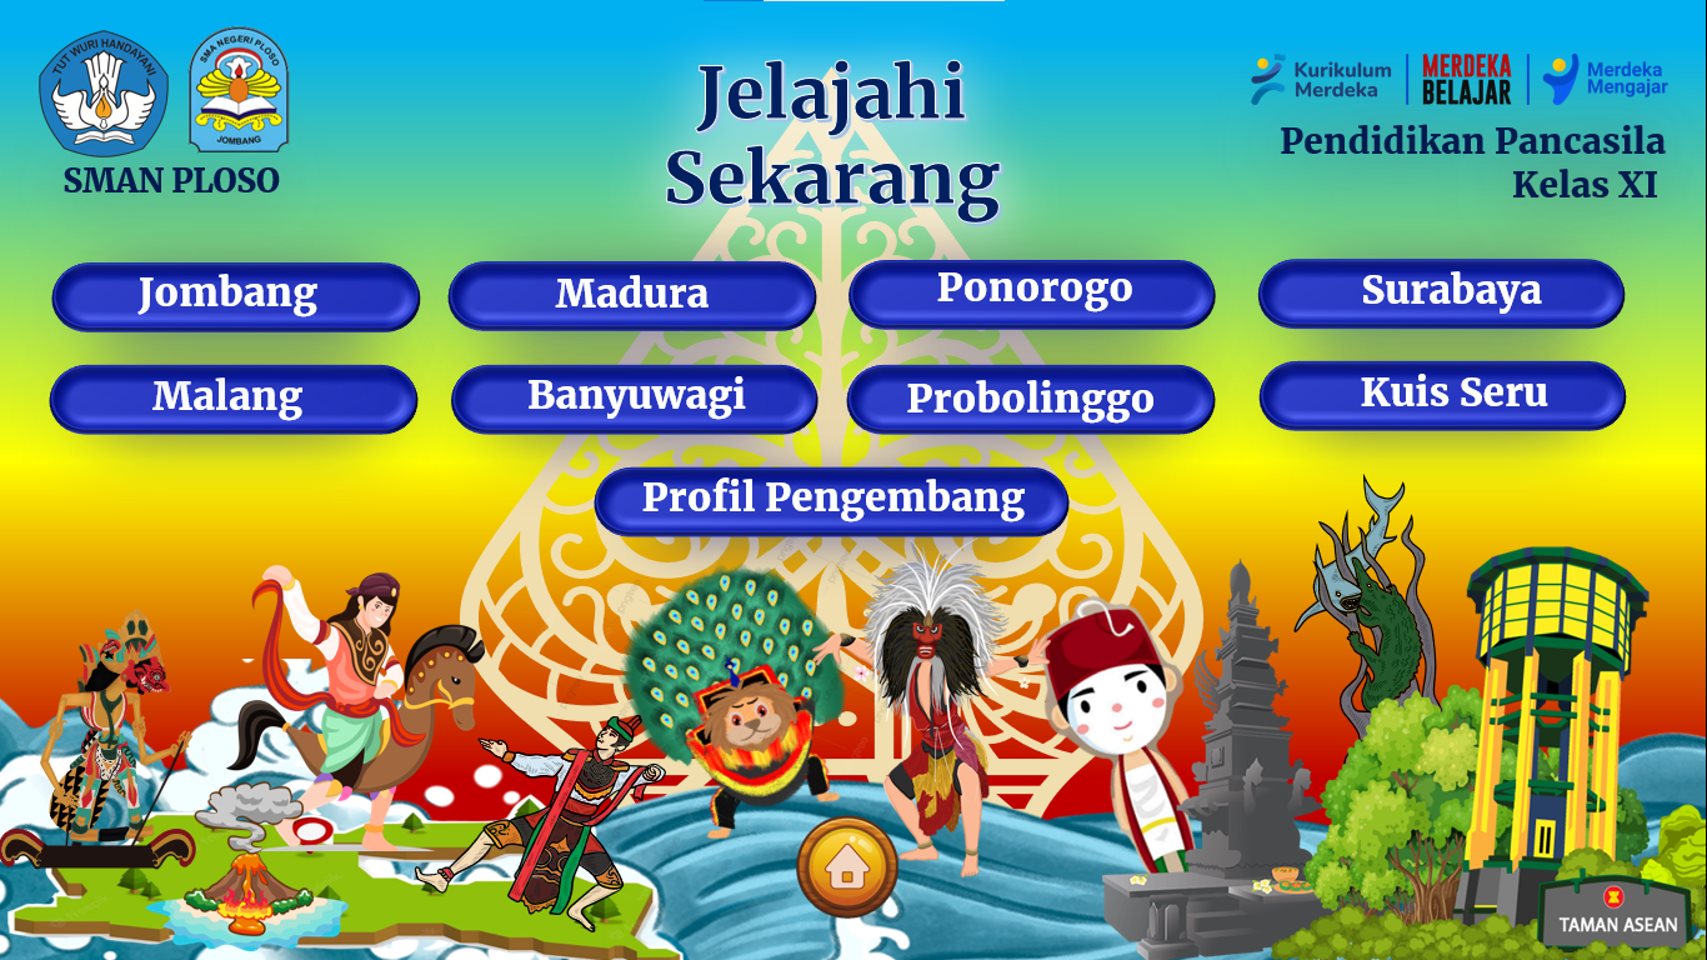 TUT WURI HANDAYANI
SMA NEGERI PLOSO
JOMBANG
SMAN PLOSO
Jelajahi
Sekarang
Kurikulum
Merdeka
MERDEKA
BELAJAR
Merdeka
Mengajar
Pendidikan Pancasila
Kelas XI
Jombang
Madura
Ponorogo
Surabaya
Malang
Banyuwagi
Probolinggo
Kuis Seru
Profil Pengembang
TAMAN ASEAN